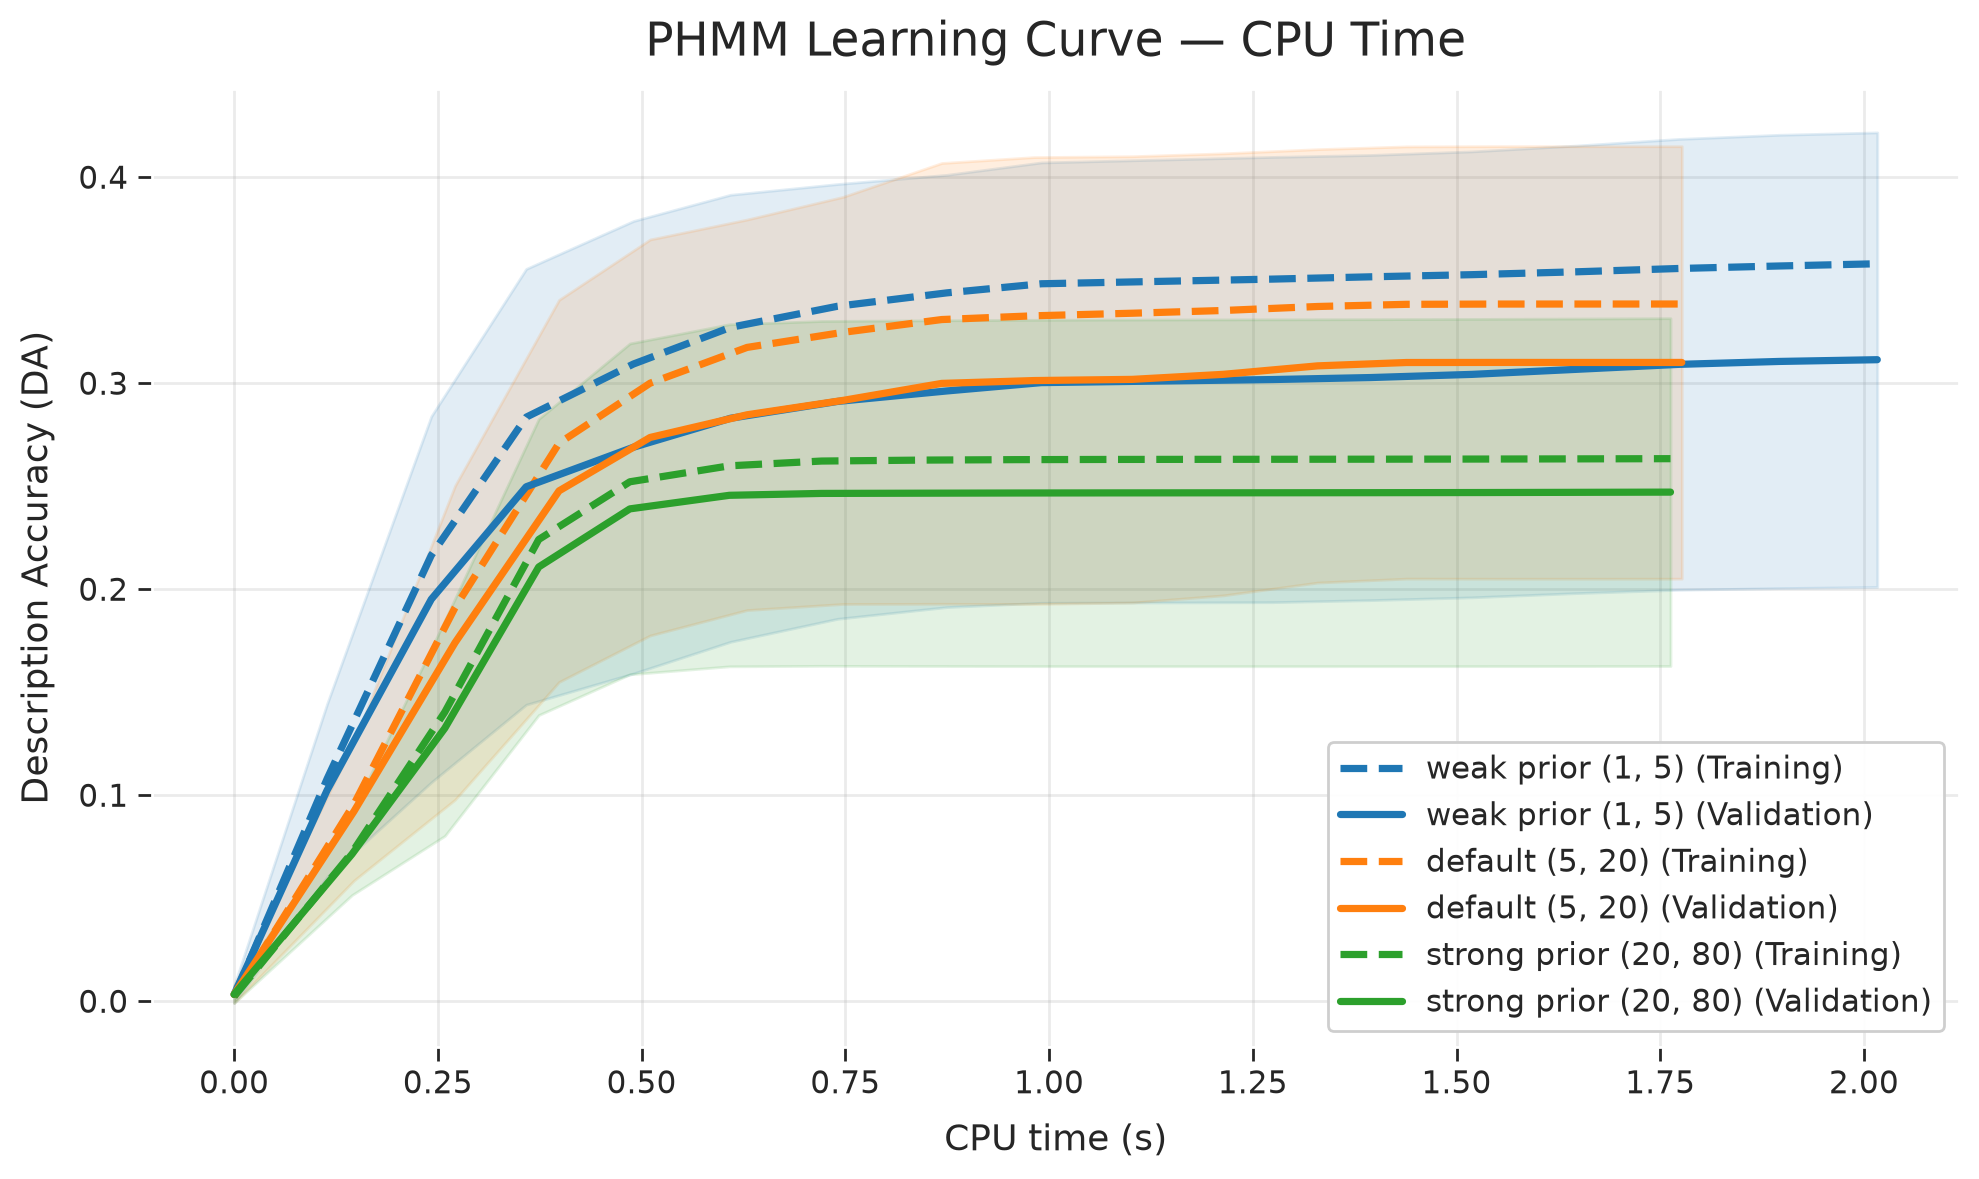 PHMM Learning Curve — CPU Time
Description Accuracy (DA)
0.4
0.3
0.2
0.1
0.0
weak prior (1, 5) (Training)
weak prior (1, 5) (Validation)
default (5, 20) (Training)
default (5, 20) (Validation)
strong prior (20, 80) (Training)
strong prior (20, 80) (Validation)
0.00 0.25 0.50 0.75 1.00 1.25 1.50 1.75 2.00
CPU time (s)